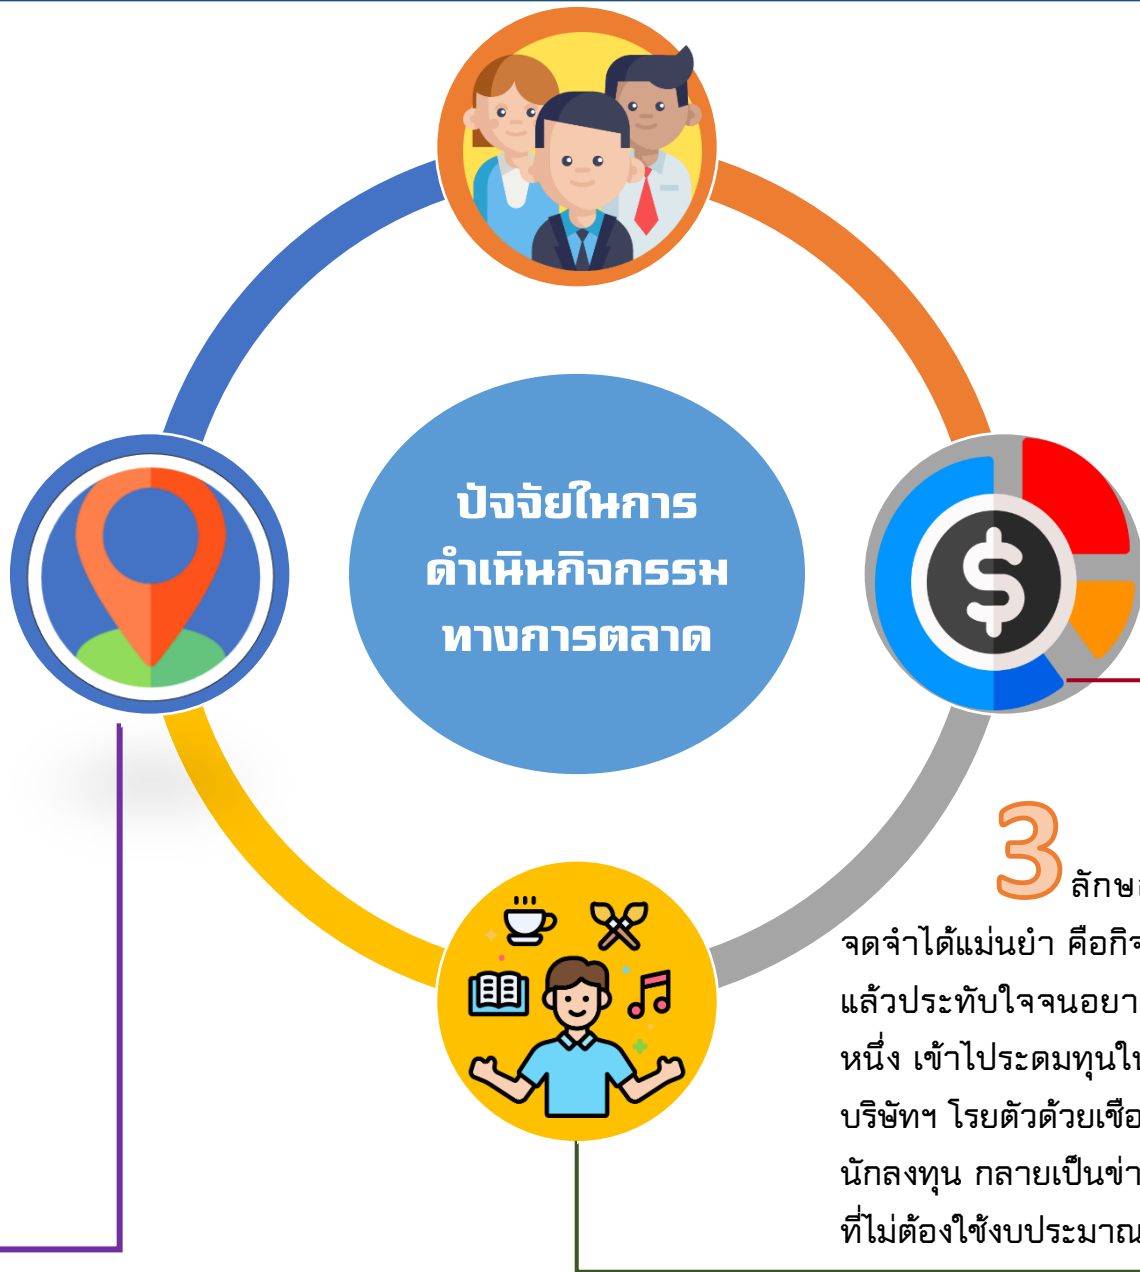 ปัจจัยในการ
ดำเนินกิจกรรม
ทางการตลาด
3
จดจำได้แม่นยำ คือกิจ
แล้วประทับใจจนอยา
หนึ่ง เข้าไประดมทุนใน
บริษัทฯ โรยตัวด้วยเชือ
นักลงทุน กลายเป็นข่า
ที่ไม่ต้องใช้งบประมาณ